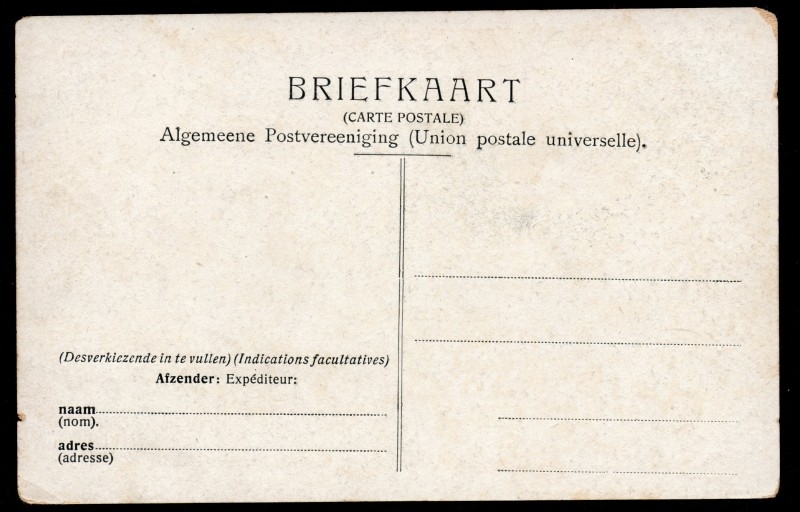 BRIEFKAART
(CARTE POSTALE)
Algemeene Postvereeniging (Union postale universelle).
(Desverkiezende in te vullen) (Indications facultatives)
Afzender: Expéditeur:
naam
(nom).
adres
(adresse)